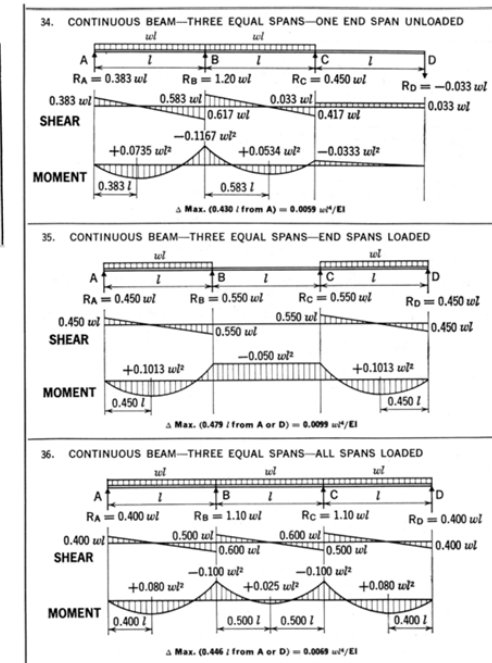 34. CONTINUOUS BEAM—THREE EQUAL SPANS—ONE END SPAN UNLOADED
wl wl
A l B l C l D
RA = 0.383 wl RB = 1.20 wl RC = 0.450 wl RD = −0.033 wl
0.383 wl 0.583 wl 0.033 wl 0.033 wl
0.617 wl 0.417 wl
SHEAR
−0.1167 wl²
+0.0735 wl² +0.0534 wl² −0.0333 wl²
MOMENT
0.383 l 0.583 l
Δ Max. (0.430 l from A) = 0.0059 wl⁴/EI
35. CONTINUOUS BEAM—THREE EQUAL SPANS—END SPANS LOADED
wl wl
A l B l C l D
RA = 0.450 wl RB = 0.550 wl RC = 0.550 wl RD = 0.450 wl
0.450 wl 0.550 wl
0.550 wl 0.450 wl
SHEAR
−0.050 wl²
+0.1013 wl² +0.1013 wl²
MOMENT
0.450 l 0.450 l
Δ Max. (0.479 l from A or D) = 0.0099 wl⁴/EI
36. CONTINUOUS BEAM—THREE EQUAL SPANS—ALL SPANS LOADED
wl wl wl
A l B l C l D
RA = 0.400 wl RB = 1.10 wl RC = 1.10 wl RD = 0.400 wl
0.400 wl 0.500 wl 0.600 wl
0.600 wl 0.500 wl 0.400 wl
SHEAR
−0.100 wl² −0.100 wl²
+0.080 wl² +0.025 wl² +0.080 wl²
MOMENT
0.400 l 0.500 l 0.500 l 0.400 l
Δ Max. (0.446 l from A or D) = 0.0069 wl⁴/EI